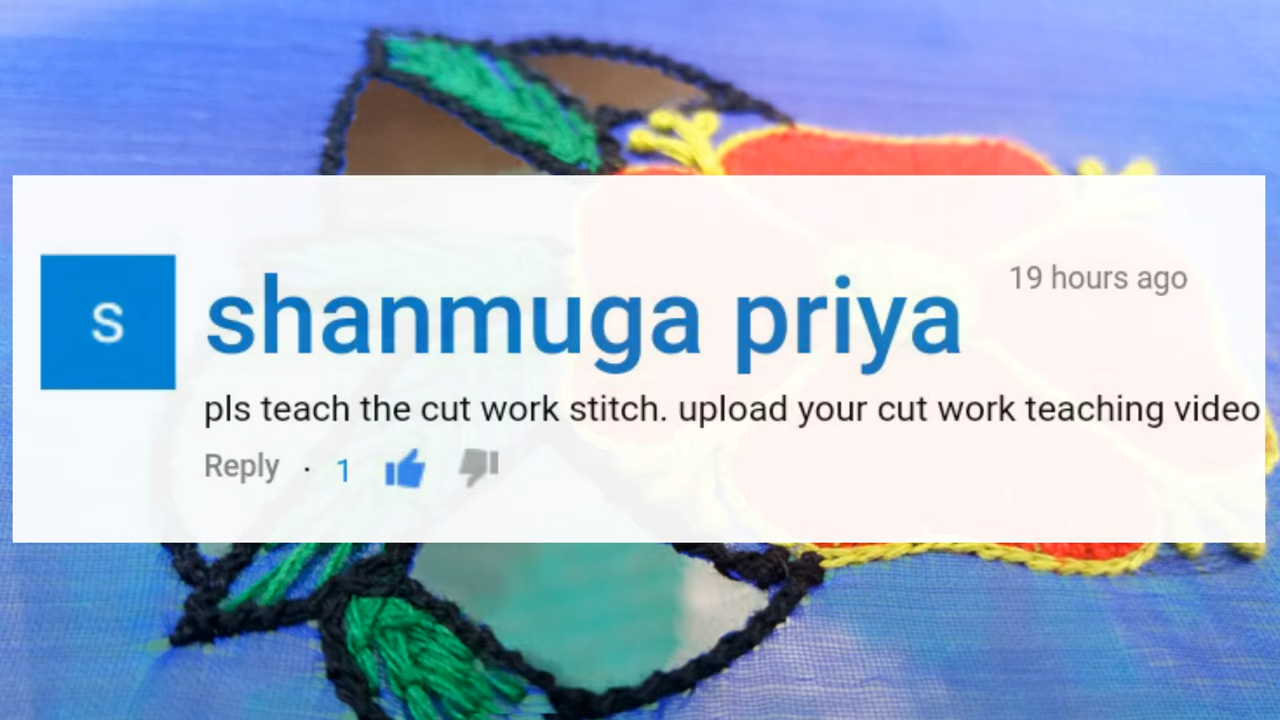 S
shanmuga priya
19 hours ago
pls teach the cut work stitch. upload your cut work teaching video
Reply · 1